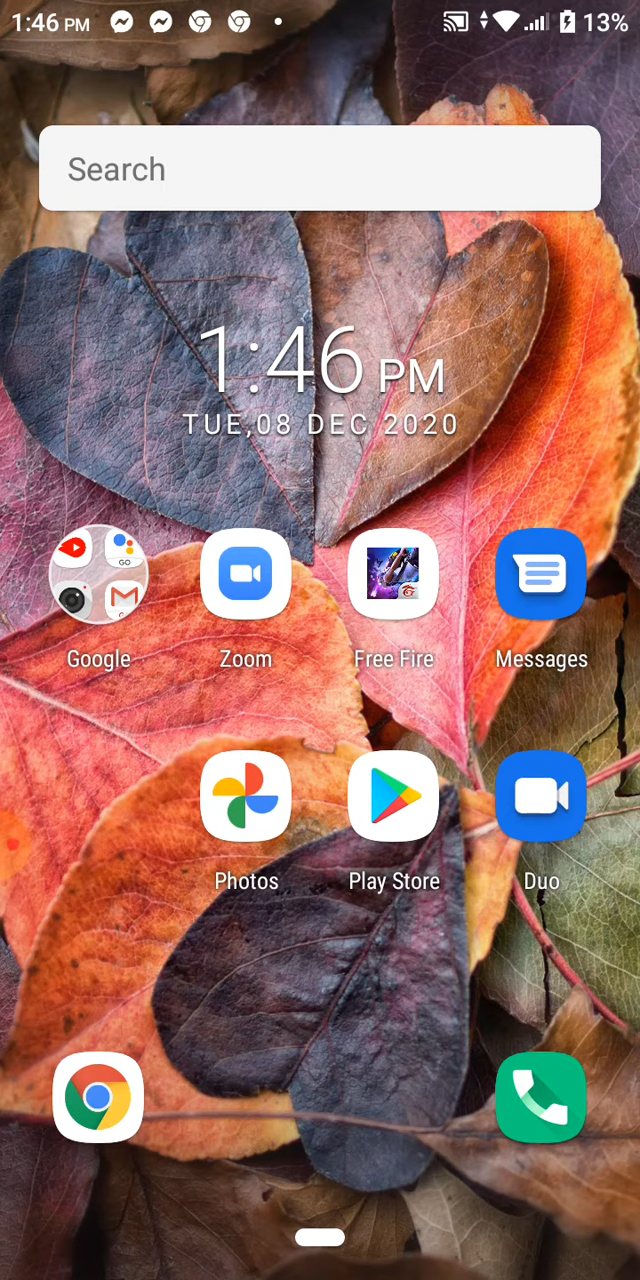 1:46 PM 13%
Search
1:46 PM
TUE,08 DEC 2020
GO
Google Zoom Free Fire Messages
Photos Play Store Duo